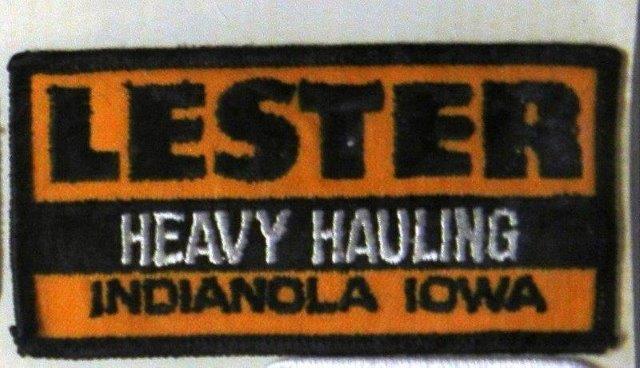 LESTER
HEAVY HAULING
INDIANOLA IOWA